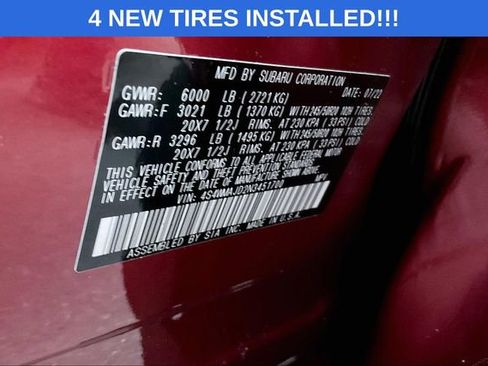 4 NEW TIRES INSTALLED!!!
MFD BY SUBARU CORPORATION 07/22
GVWR: 6000 LB (2721 KG)
GAWR:F 3021 LB (1370 KG) WITH 245/50R20 102H TIRES.
20X7 1/2J RIMS. AT 230 KPA (33 PSI) COLD
GAWR:R 3296 LB (1495 KG) WITH 245/50R20 102H TIRES.
20X7 1/2J RIMS. AT 230 KPA (33 PSI) COLD
THIS VEHICLE CONFORMS TO ALL APPLICABLE U.S. FEDERAL MOTOR
VEHICLE SAFETY AND THEFT PREVENTION STANDARDS
IN EFFECT ON THE DATE OF MANUFACTURE SHOWN ABOVE.
VIN: MPV
ASSEMBLED BY SIA INC. MADE IN U.S.A.